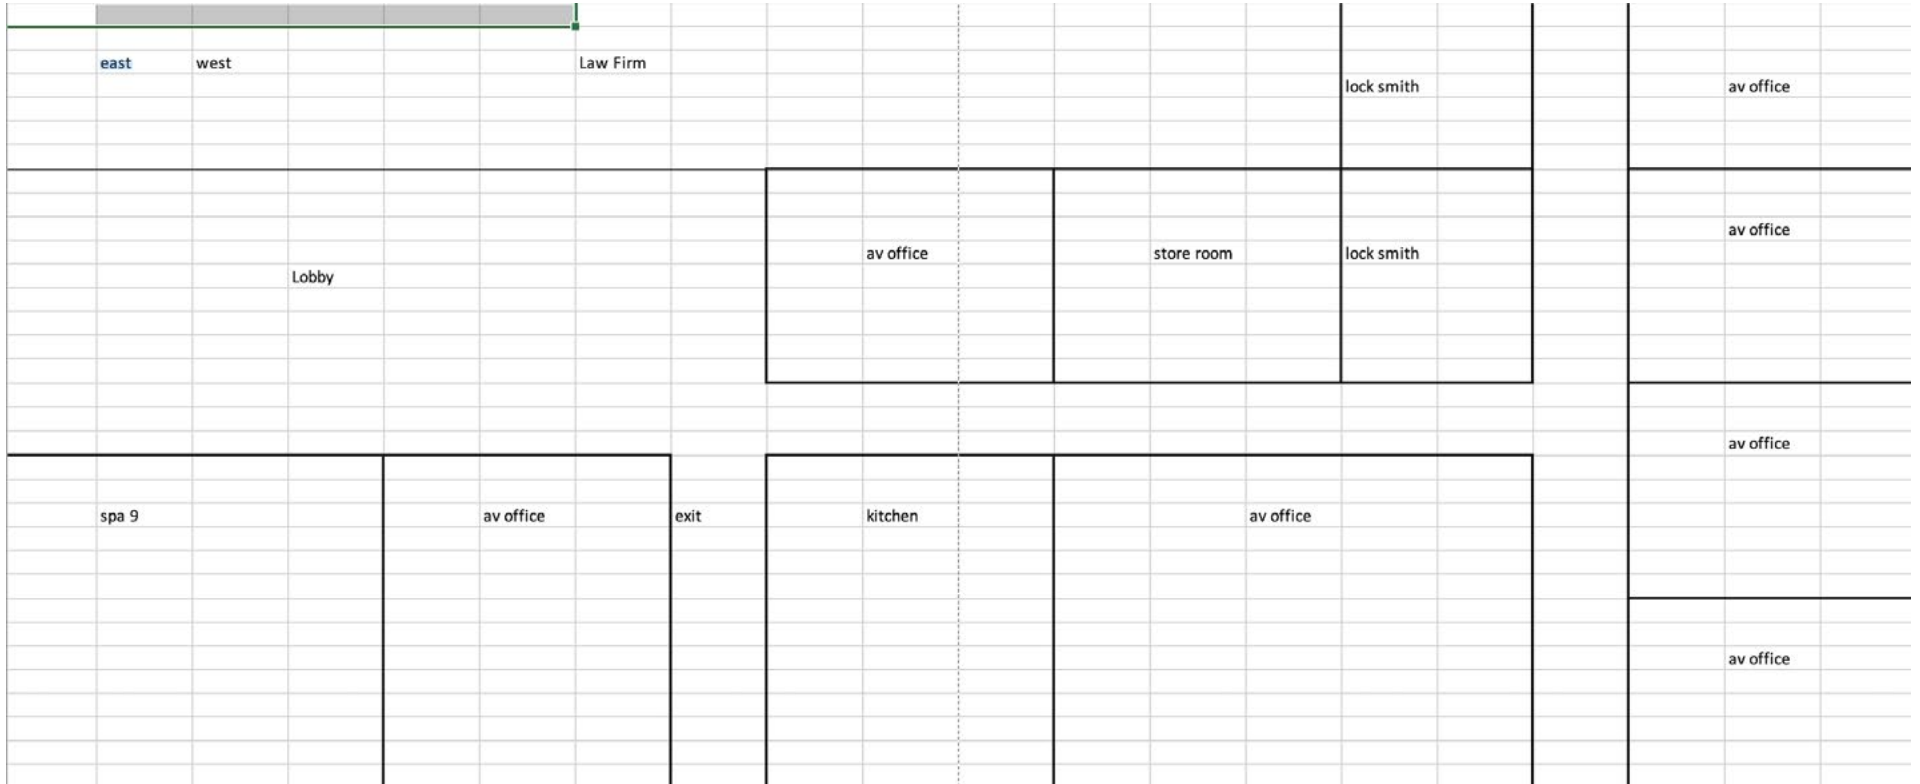 east west Law Firm
lock smith av office
av office
av office store room lock smith
Lobby
av office
spa 9 av office exit kitchen av office
av office